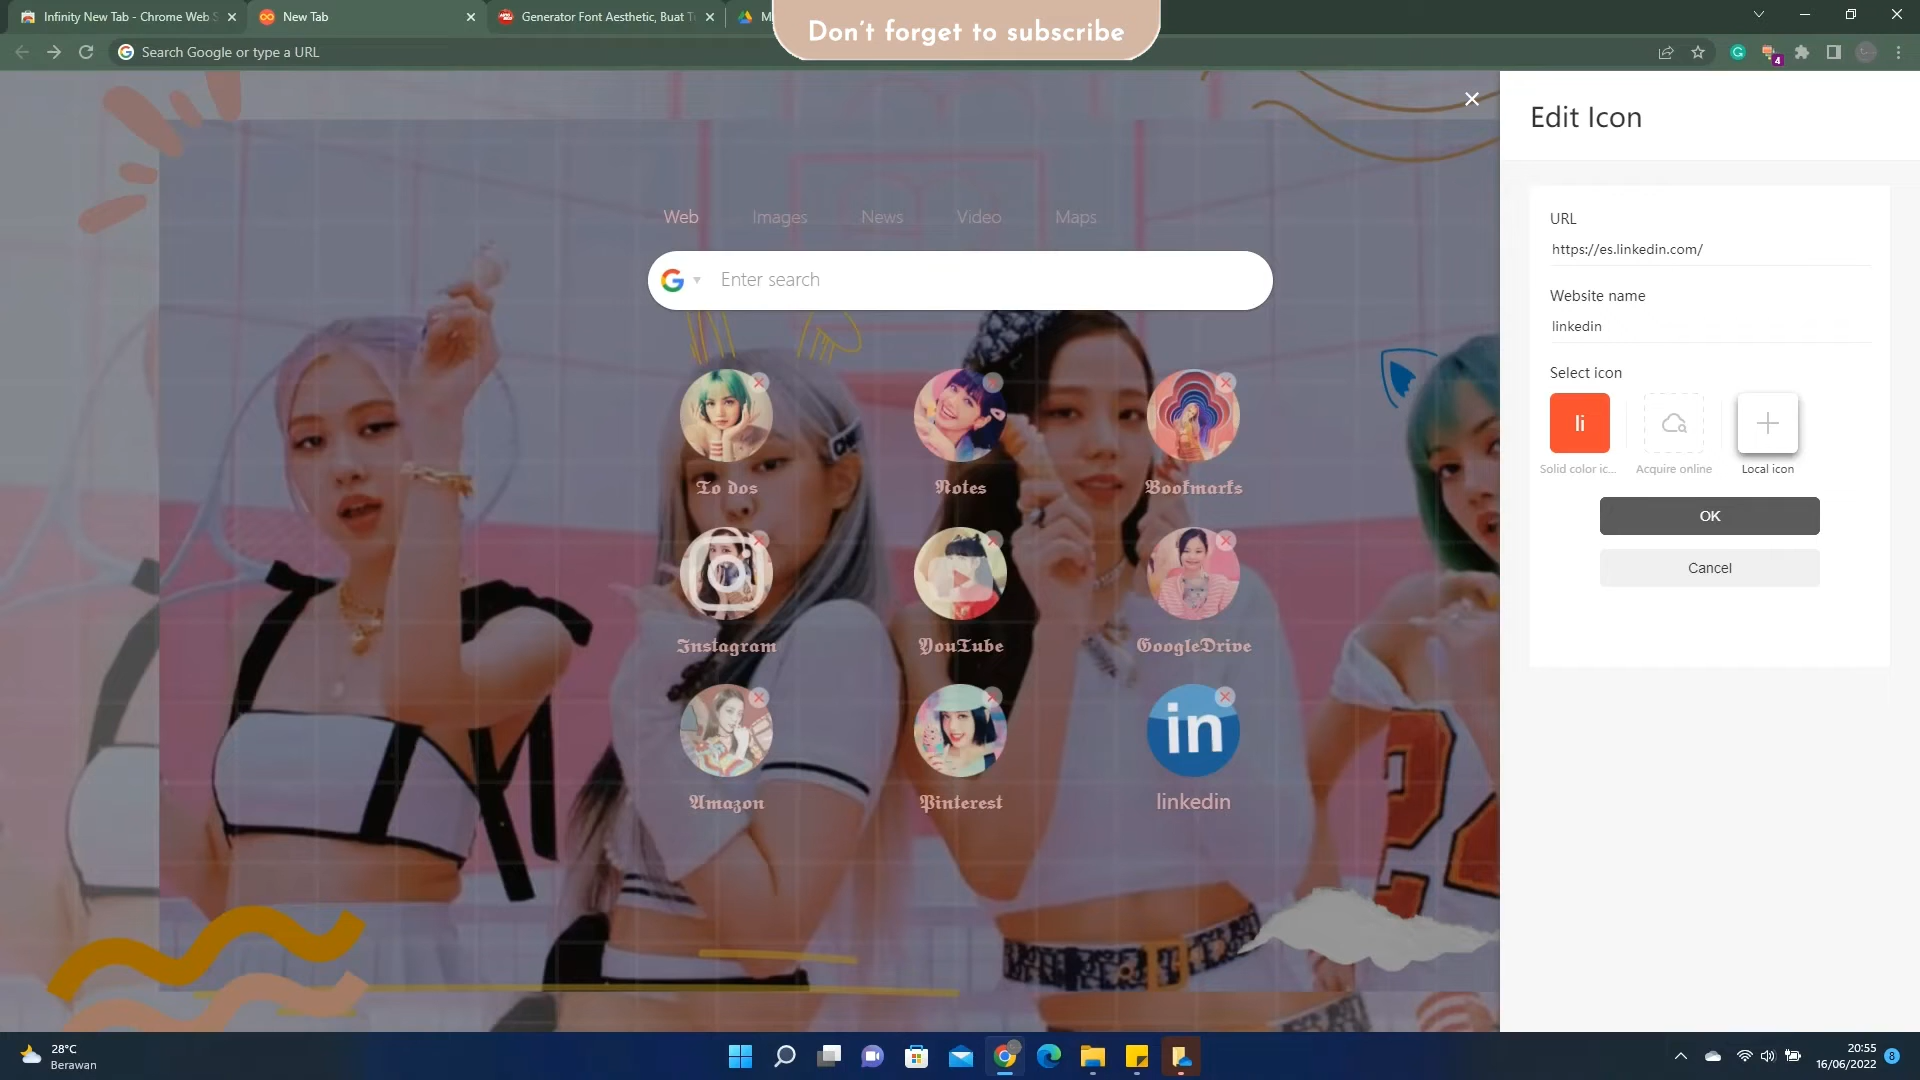 Infinity New Tab - Chrome Web
New Tab
Generator Font Aesthetic, Buat
Don't forget to subscribe
Search Google or type a URL
4
Edit Icon
Web Images News Video Maps
Enter search
URL
https://es.linkedin.com/
Website name
linkedin
Select icon
li
Solid color ic... Acquire online Local icon
OK
Cancel
To dos Notes Bookmarks
Instagram YouTube GoogleDrive
in
Amazon Pinterest linkedin
28°C
Berawan
20:55
16/06/2022
8